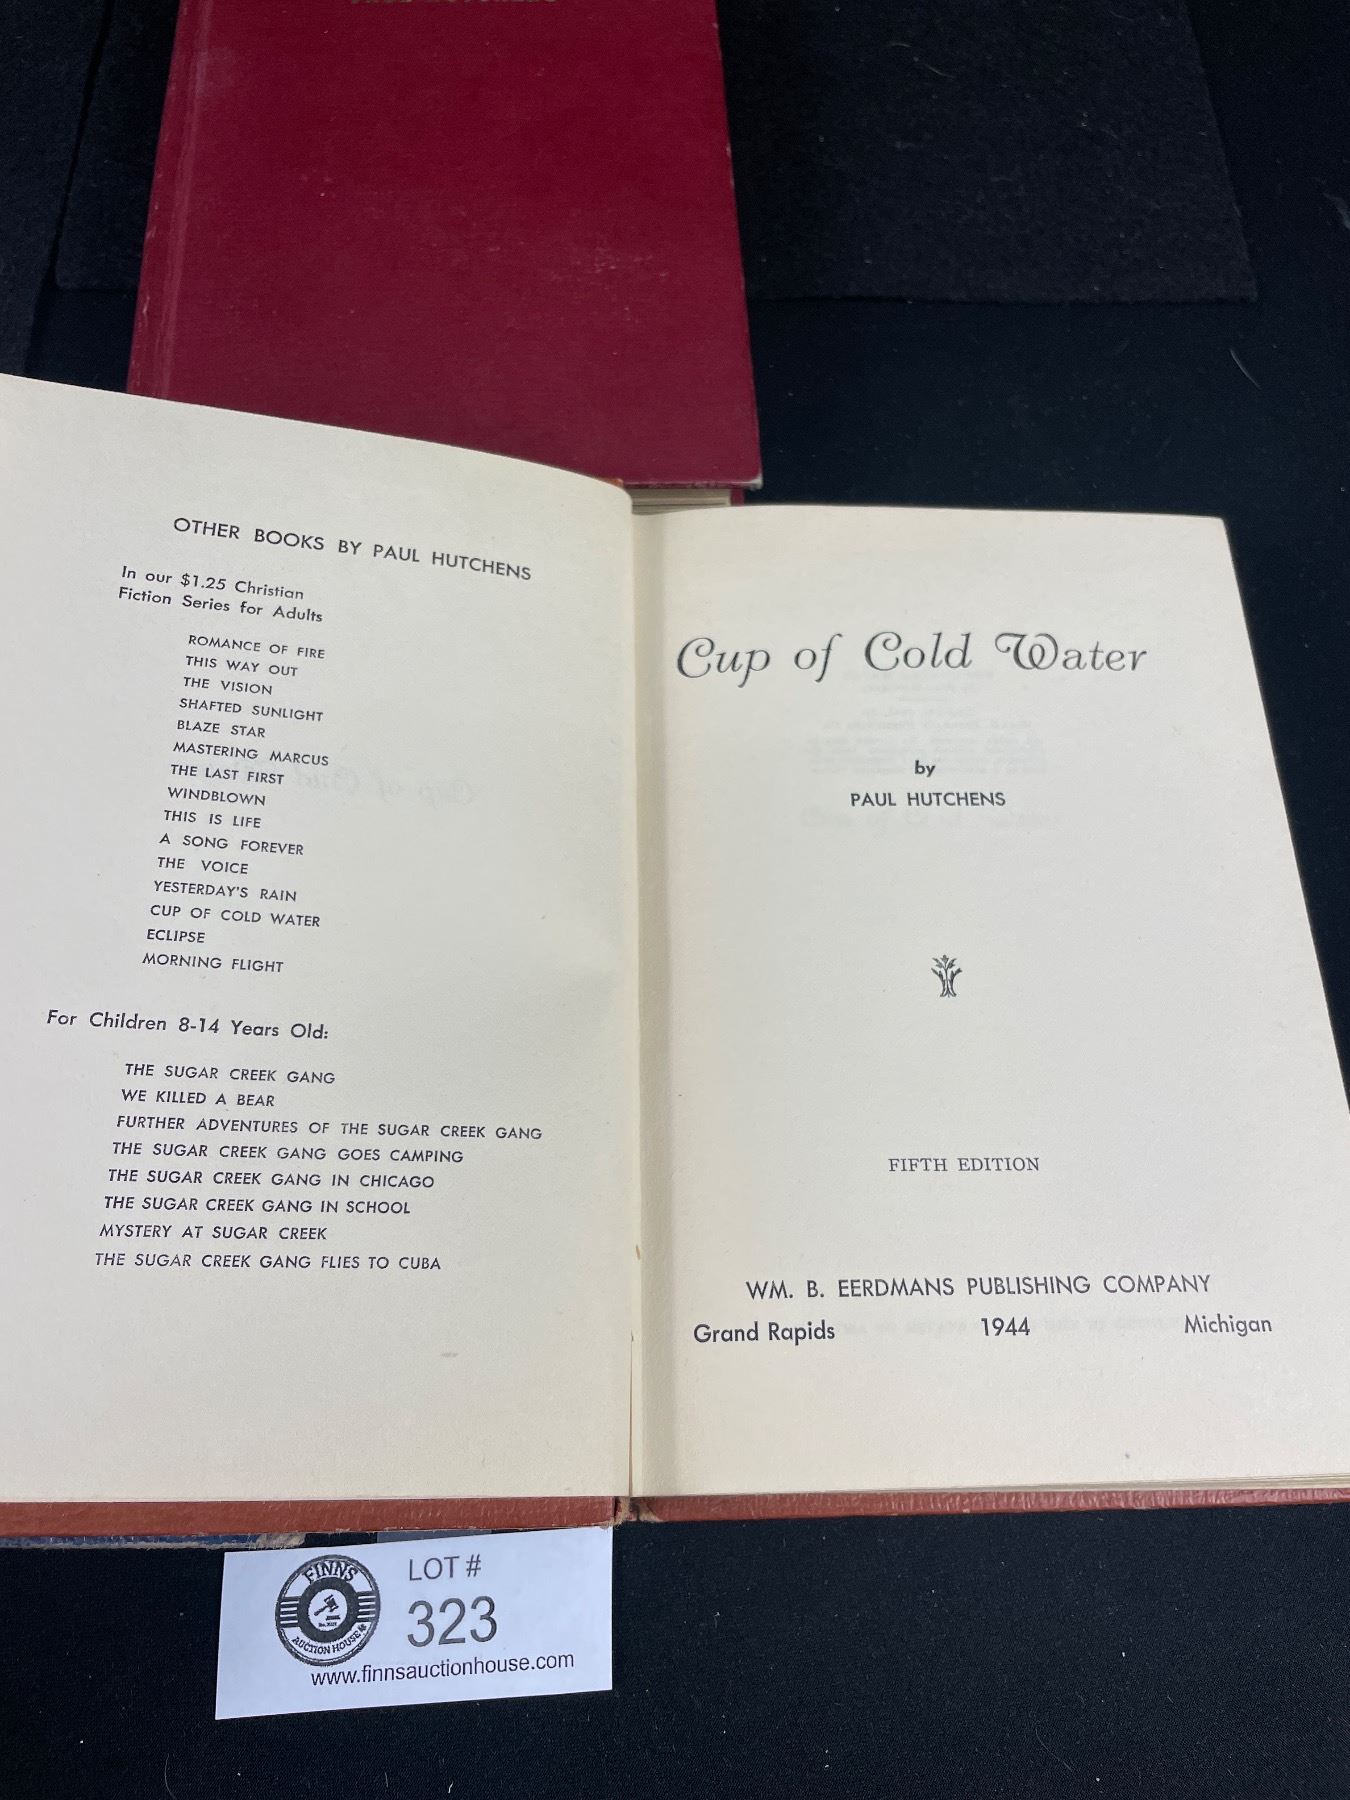 PAUL HUTCHENS
OTHER BOOKS BY PAUL HUTCHENS
In our $1.25 Christian
Fiction Series for Adults
ROMANCE OF FIRE
THIS WAY OUT
THE VISION
SHAFTED SUNLIGHT
BLAZE STAR
MASTERING MARCUS
THE LAST FIRST
WINDBLOWN
THIS IS LIFE
A SONG FOREVER
THE VOICE
YESTERDAY'S RAIN
CUP OF COLD WATER
ECLIPSE
MORNING FLIGHT
For Children 8-14 Years Old:
THE SUGAR CREEK GANG
WE KILLED A BEAR
FURTHER ADVENTURES OF THE SUGAR CREEK GANG
THE SUGAR CREEK GANG GOES CAMPING
THE SUGAR CREEK GANG IN CHICAGO
THE SUGAR CREEK GANG IN SCHOOL
MYSTERY AT SUGAR CREEK
THE SUGAR CREEK GANG FLIES TO CUBA
Cup of Cold Water
by
PAUL HUTCHENS
FIFTH EDITION
WM. B. EERDMANS PUBLISHING COMPANY
Grand Rapids 1944 Michigan
FINNS
AUCTION HOUSE
LOT #
323
www.finnsauctionhouse.com